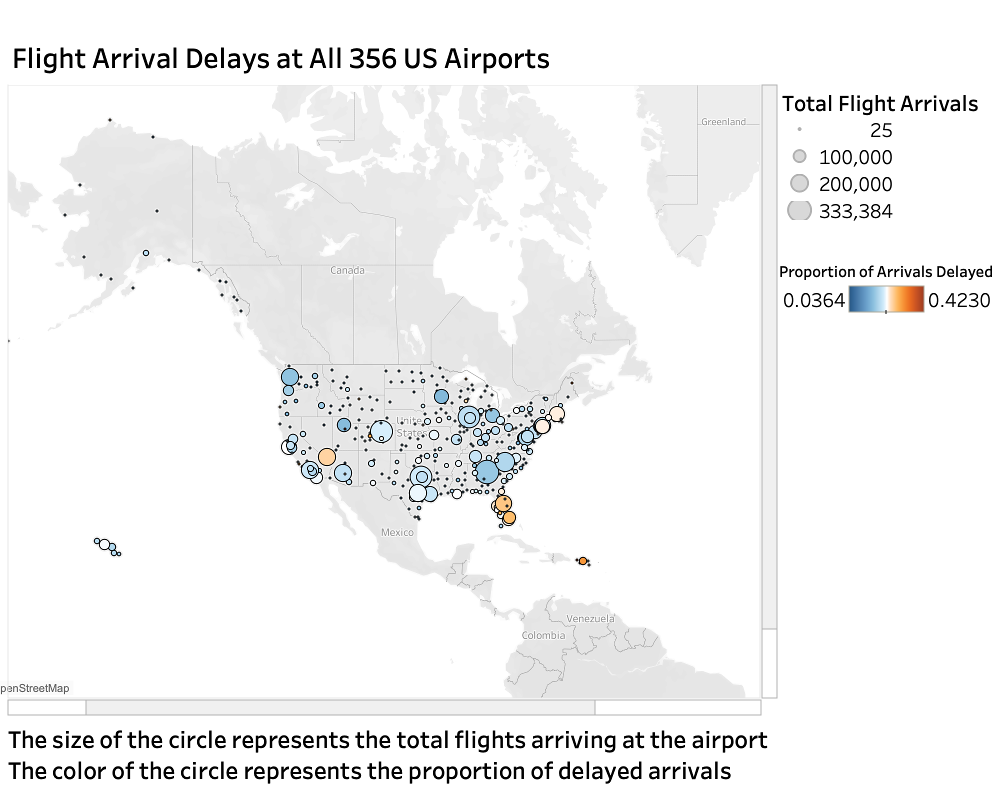 Flight Arrival Delays at All 356 US Airports
Total Flight Arrivals
25
100,000
200,000
333,384
Proportion of Arrivals Delayed
0.0364
0.4230
Greenland
Canada
United
States
Mexico
Venezuela
Colombia
penStreetMap
The size of the circle represents the total flights arriving at the airport
The color of the circle represents the proportion of delayed arrivals